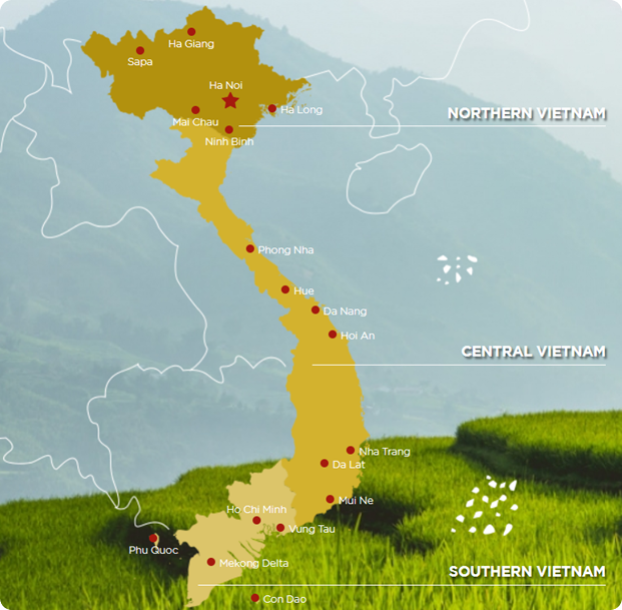 Ha Giang
Sapa
Ha Noi
Ha Long
NORTHERN VIETNAM
Mai Chau
Ninh Binh
Phong Nha
Hue
Da Nang
Hoi An
CENTRAL VIETNAM
Nha Trang
Da Lat
Mui Ne
Ho Chi Minh
Vung Tau
Phu Quoc
Mekong Delta
SOUTHERN VIETNAM
Con Dao